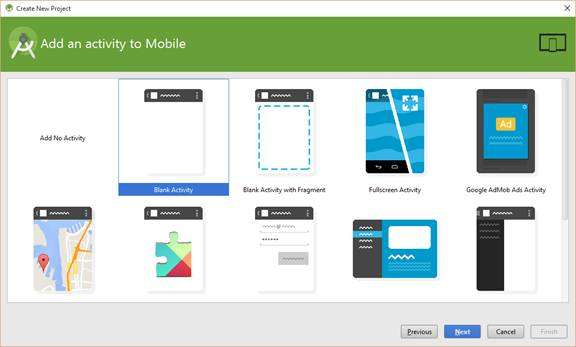 Create New Project
Add an activity to Mobile
Add No Activity
Blank Activity
Blank Activity with Fragment
Fullscreen Activity
Google AdMob Ads Activity
Ad
Previous
Next
Cancel
Finish